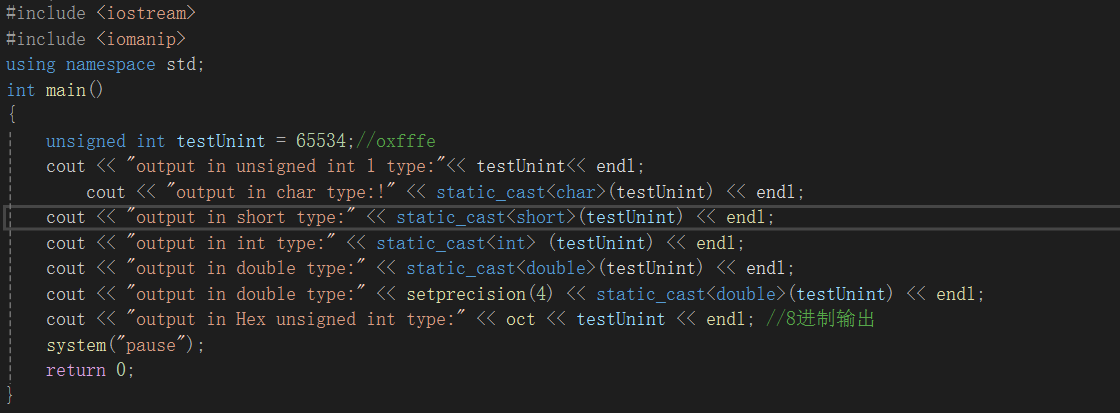 #include <iostream>
#include <iomanip>
using namespace std;
int main()
{
unsigned int testUnint = 65534;//oxfffe
cout << "output in unsigned int l type:"<< testUnint<< endl;
cout << "output in char type:!" << static_cast<char>(testUnint) << endl;
cout << "output in short type:" << static_cast<short>(testUnint) << endl;
cout << "output in int type:" << static_cast<int> (testUnint) << endl;
cout << "output in double type:" << static_cast<double>(testUnint) << endl;
cout << "output in double type:" << setprecision(4) << static_cast<double>(testUnint) << endl;
cout << "output in Hex unsigned int type:" << oct << testUnint << endl; //8进制输出
system("pause");
return 0;
}